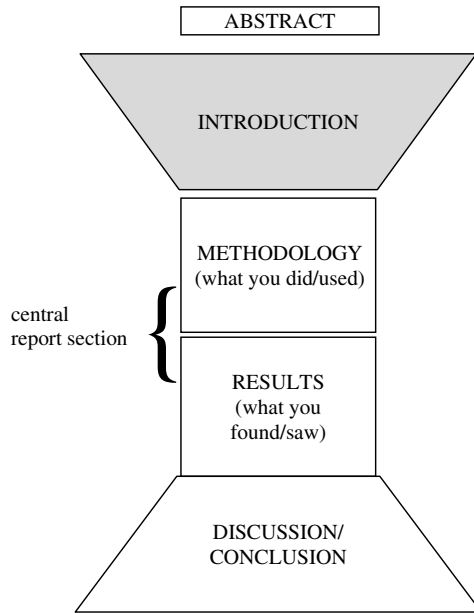 ABSTRACT
INTRODUCTION
METHODOLOGY
(what you did/used)
central
report section
RESULTS
(what you
found/saw)
DISCUSSION/
CONCLUSION